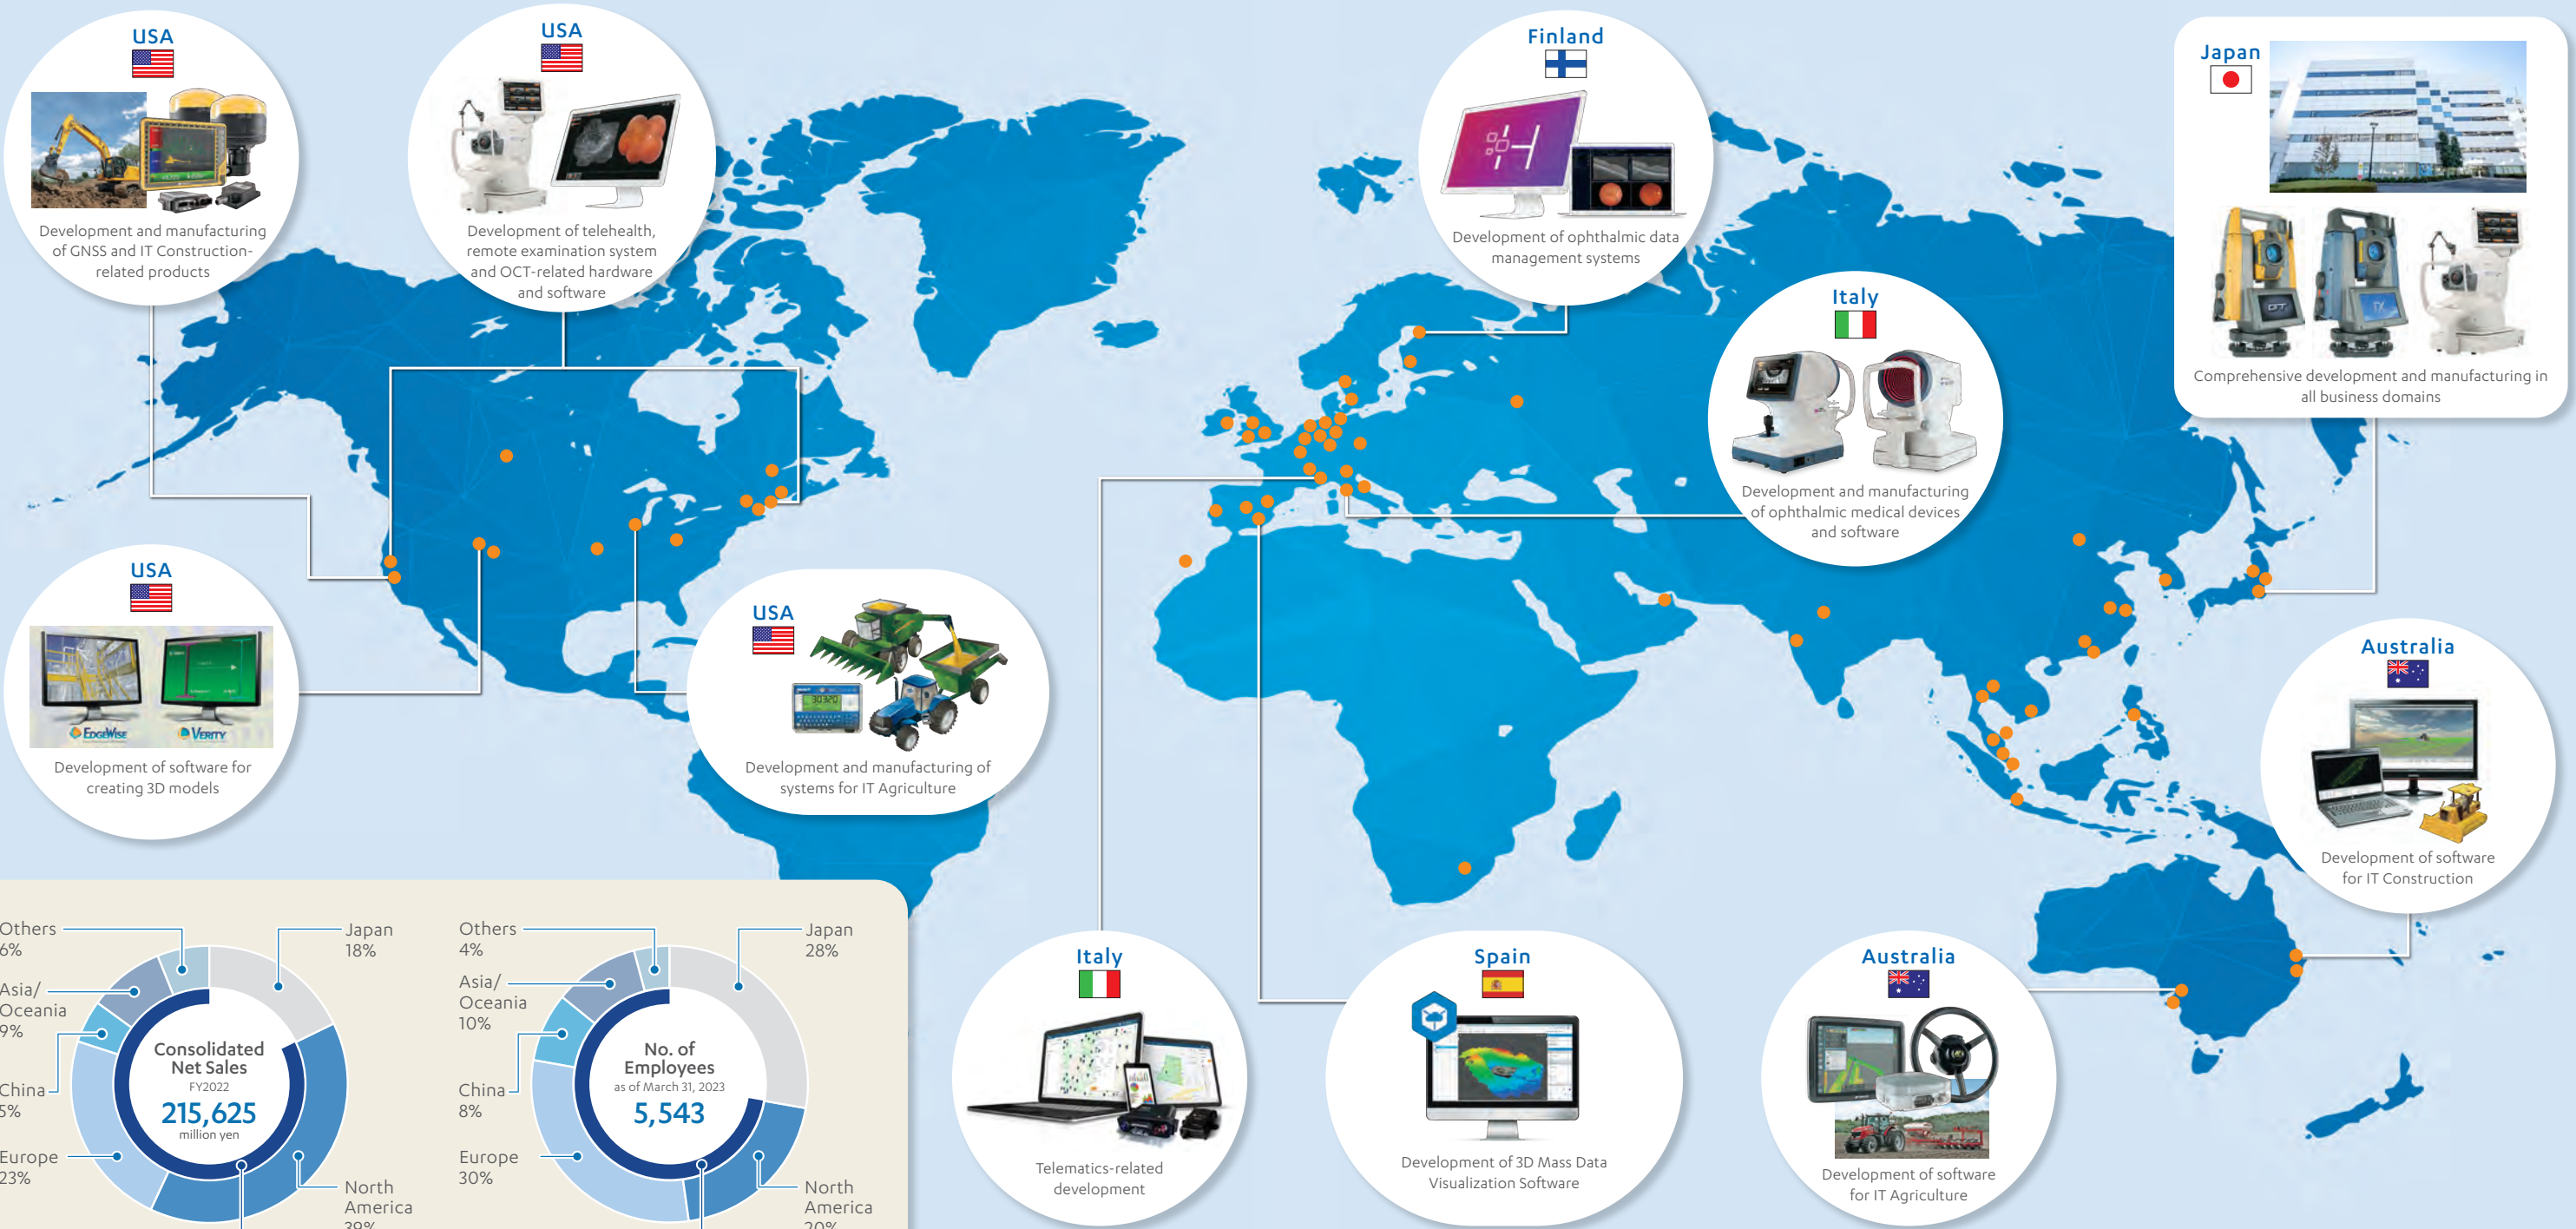 USA
Development and manufacturing
of GNSS and IT Construction-
related products
USA
Development of telehealth,
remote examination system
and OCT-related hardware
and software
Finland
Development of ophthalmic data
management systems
Japan
Comprehensive development and manufacturing in
all business domains
Italy
Development and manufacturing
of ophthalmic medical devices
and software
USA
EDGEWISE
VERITY
Development of software for
creating 3D models
USA
30320
Development and manufacturing of
systems for IT Agriculture
Australia
Development of software
for IT Construction
Italy
Telematics-related
development
Spain
Development of 3D Mass Data
Visualization Software
Australia
Development of software
for IT Agriculture
Others
6%
Japan
18%
Asia/
Oceania
9%
China
5%
Europe
23%
North
America
39%
Consolidated
Net Sales
FY2022
215,625
million yen
Others
4%
Japan
28%
Asia/
Oceania
10%
China
8%
Europe
30%
North
America
20%
No. of
Employees
as of March 31, 2023
5,543